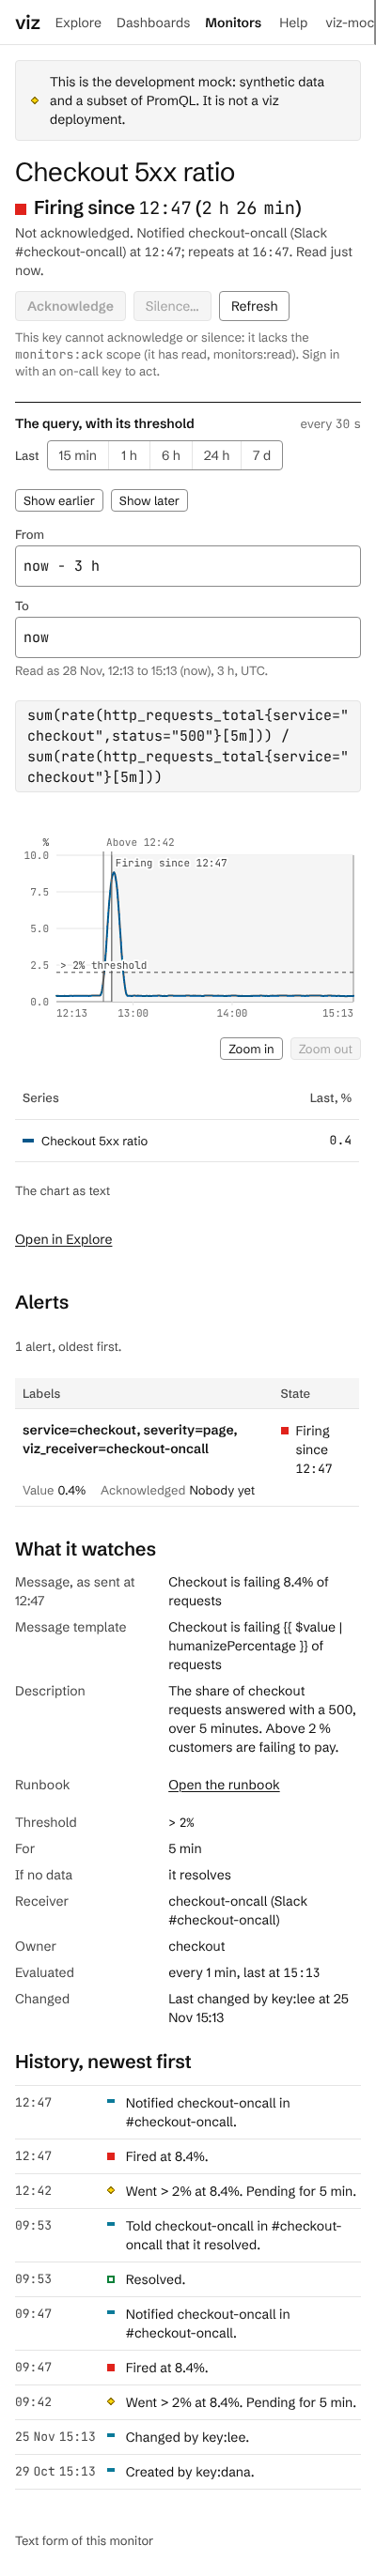 viz Explore Dashboards Monitors Help viz-moc
This is the development mock: synthetic data
and a subset of PromQL. It is not a viz
deployment.
Checkout 5xx ratio
Firing since 12:47 (2 h 26 min)
Not acknowledged. Notified checkout-oncall (Slack
#checkout-oncall) at 12:47; repeats at 16:47. Read just
now.
Acknowledge Silence... Refresh
This key cannot acknowledge or silence: it lacks the
monitors:ack scope (it has read, monitors:read). Sign in
with an on-call key to act.
The query, with its threshold every 30 s
Last 15 min 1 h 6 h 24 h 7 d
Show earlier Show later
From
now - 3 h
To
now
Read as 28 Nov, 12:13 to 15:13 (now), 3 h, UTC.
sum(rate(http_requests_total{service="
checkout",status="500"}[5m])) /
sum(rate(http_requests_total{service="
checkout"}[5m]))
% Above 12:42
10.0 Firing since 12:47
7.5
5.0
2.5 > 2% threshold
0.0
12:13 13:00 14:00 15:13
Zoom in Zoom out
Series Last, %
Checkout 5xx ratio 0.4
The chart as text
Open in Explore
Alerts
1 alert, oldest first.
Labels State
service=checkout, severity=page,
viz_receiver=checkout-oncall
Firing
since
12:47
Value 0.4% Acknowledged Nobody yet
What it watches
Message, as sent at
12:47
Checkout is failing 8.4% of
requests
Message template
Checkout is failing {{ $value |
humanizePercentage }} of
requests
Description
The share of checkout
requests answered with a 500,
over 5 minutes. Above 2 %
customers are failing to pay.
Runbook Open the runbook
Threshold > 2%
For 5 min
If no data it resolves
Receiver checkout-oncall (Slack
#checkout-oncall)
Owner checkout
Evaluated every 1 min, last at 15:13
Changed Last changed by key:lee at 25
Nov 15:13
History, newest first
12:47 Notified checkout-oncall in
#checkout-oncall.
12:47 Fired at 8.4%.
12:42 Went > 2% at 8.4%. Pending for 5 min.
09:53 Told checkout-oncall in #checkout-
oncall that it resolved.
09:53 Resolved.
09:47 Notified checkout-oncall in
#checkout-oncall.
09:47 Fired at 8.4%.
09:42 Went > 2% at 8.4%. Pending for 5 min.
25 Nov 15:13 Changed by key:lee.
29 Oct 15:13 Created by key:dana.
Text form of this monitor